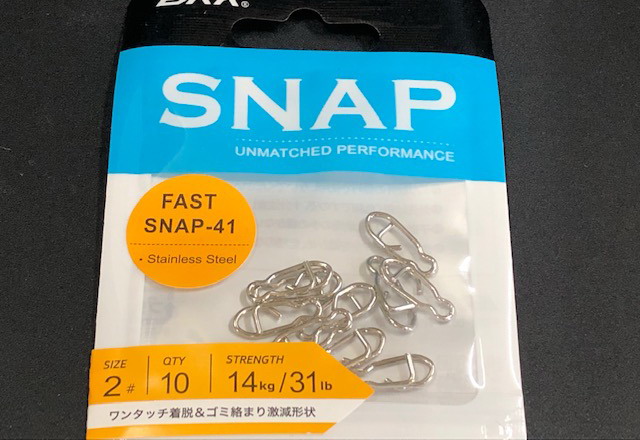 SNAP
UNMATCHED PERFORMANCE
FAST
SNAP-41
・Stainless Steel
SIZE QTY STRENGTH
2# 10 14kg/31lb
ワンタッチ着脱＆ゴミ絡まり激減形状